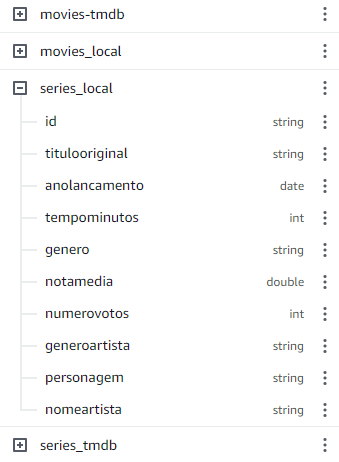 movies-tmdb
movies_local
series_local
id string
titulooriginal string
anolancamento date
tempominutos int
genero string
notamedia double
numerovotos int
generoartista string
personagem string
nomeartista string
series_tmdb